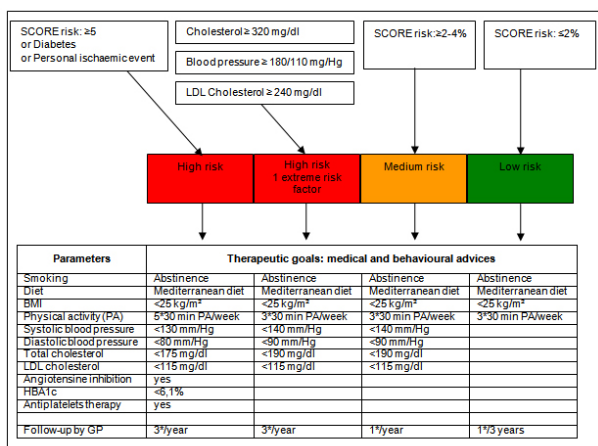 SCORE risk: ≥5
or Diabetes
or Personal ischaemic event
Cholesterol ≥ 320 mg/dl
Blood pressure ≥ 180/110 mg/Hg
LDL Cholesterol ≥ 240 mg/dl
SCORE risk:≥2-4%
SCORE risk: ≤2%
High risk
High risk
1 extreme risk
factor
Medium risk
Low risk
Parameters Therapeutic goals: medical and behavioural advices
Smoking Abstinence Abstinence Abstinence Abstinence
Diet Mediterranean diet Mediterranean diet Mediterranean diet Mediterranean diet
BMI <25 kg/m² <25 kg/m² <25 kg/m² <25 kg/m²
Physical activity (PA) 5*30 min PA/week 3*30 min PA/week 3*30 min PA/week 3*30 min PA/week
Systolic blood pressure <130 mm/Hg <140 mm/Hg <140 mm/Hg
Diastolic blood pressure <80 mm/Hg <90 mm/Hg <90 mm/Hg
Total cholesterol <175 mg/dl <190 mg/dl <190 mg/dl
LDL cholesterol <115 mg/dl <115 mg/dl <115 mg/dl
Angiotensine inhibition yes
HBA1c <6,1%
Antiplatelets therapy yes
Follow-up by GP 3*/year 3*/year 1*/year 1*/3 years